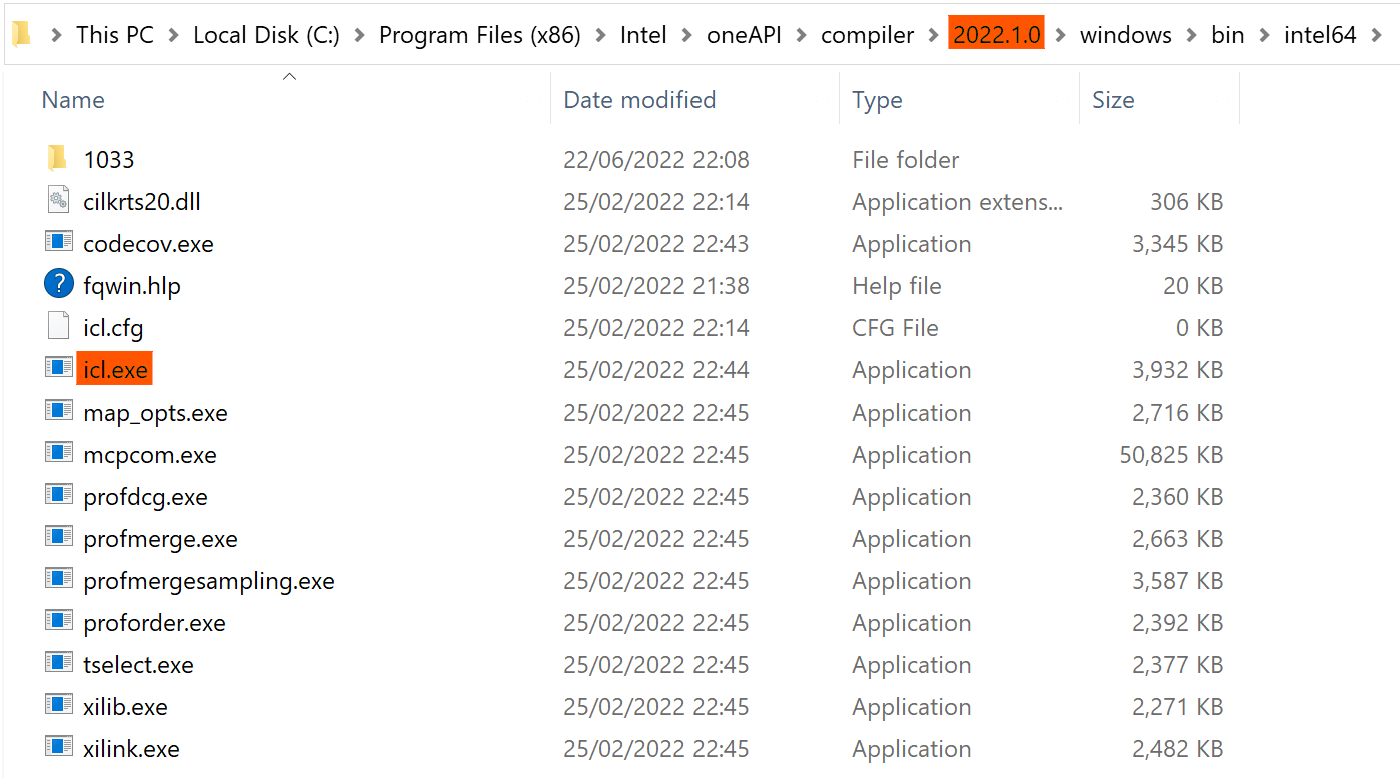 This PC > Local Disk (C:) > Program Files (x86) > Intel > oneAPI > compiler > 2022.1.0 > windows > bin > intel64 >
Name Date modified Type Size
1033 22/06/2022 22:08 File folder
cilkrts20.dll 25/02/2022 22:14 Application extens... 306 KB
codecov.exe 25/02/2022 22:43 Application 3,345 KB
fqwin.hlp 25/02/2022 21:38 Help file 20 KB
icl.cfg 25/02/2022 22:14 CFG File 0 KB
icl.exe 25/02/2022 22:44 Application 3,932 KB
map_opts.exe 25/02/2022 22:45 Application 2,716 KB
mcpcom.exe 25/02/2022 22:45 Application 50,825 KB
profdcg.exe 25/02/2022 22:45 Application 2,360 KB
profmerge.exe 25/02/2022 22:45 Application 2,663 KB
profmergesampling.exe 25/02/2022 22:45 Application 3,587 KB
proforder.exe 25/02/2022 22:45 Application 2,392 KB
tselect.exe 25/02/2022 22:45 Application 2,377 KB
xilib.exe 25/02/2022 22:45 Application 2,271 KB
xilink.exe 25/02/2022 22:45 Application 2,482 KB